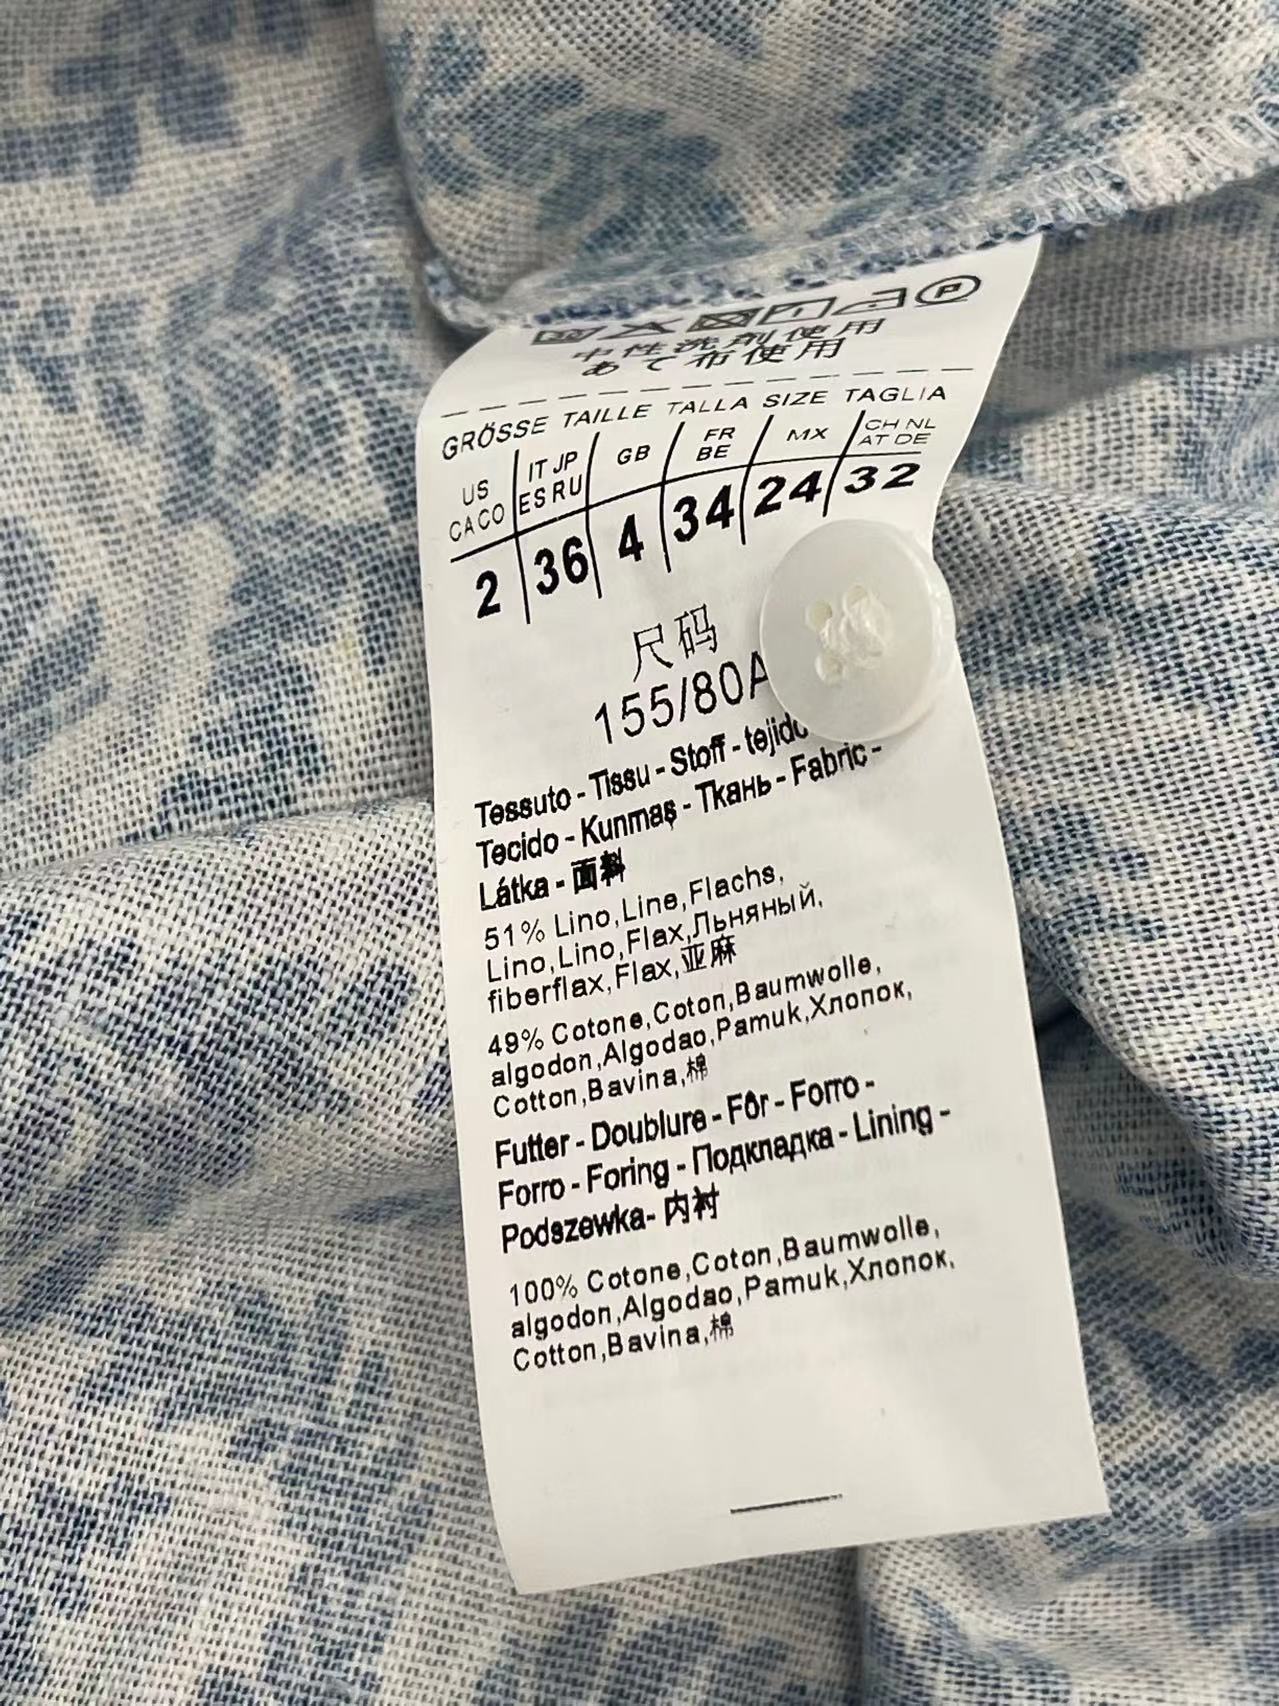 中性洗剤使用
あて布使用
GRÖSSE TAILLE TALLA SIZE TAGLIA
US CACO IT JP ES RU GB FR BE MX CH NL AT DE
2 36 4 34 24 32
尺码
155/80A
Tessuto - Tissu - Stoff - tejido
Tecido - Kunmaş - Ткань - Fabric -
Látka - 面料
51% Lino,Line,Flachs,
Lino,Lino,Flax,Льняный,
fiberflax,Flax,亚麻
49% Cotone,Coton,Baumwolle,
algodon,Algodao,Pamuk,Хлопок,
Cotton,Bavina,棉
Futter - Doublure - Fôr - Forro -
Forro - Foring - Подкладка - Lining -
Podszewka- 内衬
100% Cotone,Coton,Baumwolle,
algodon,Algodao,Pamuk,Хлопок,
Cotton,Bavina,棉